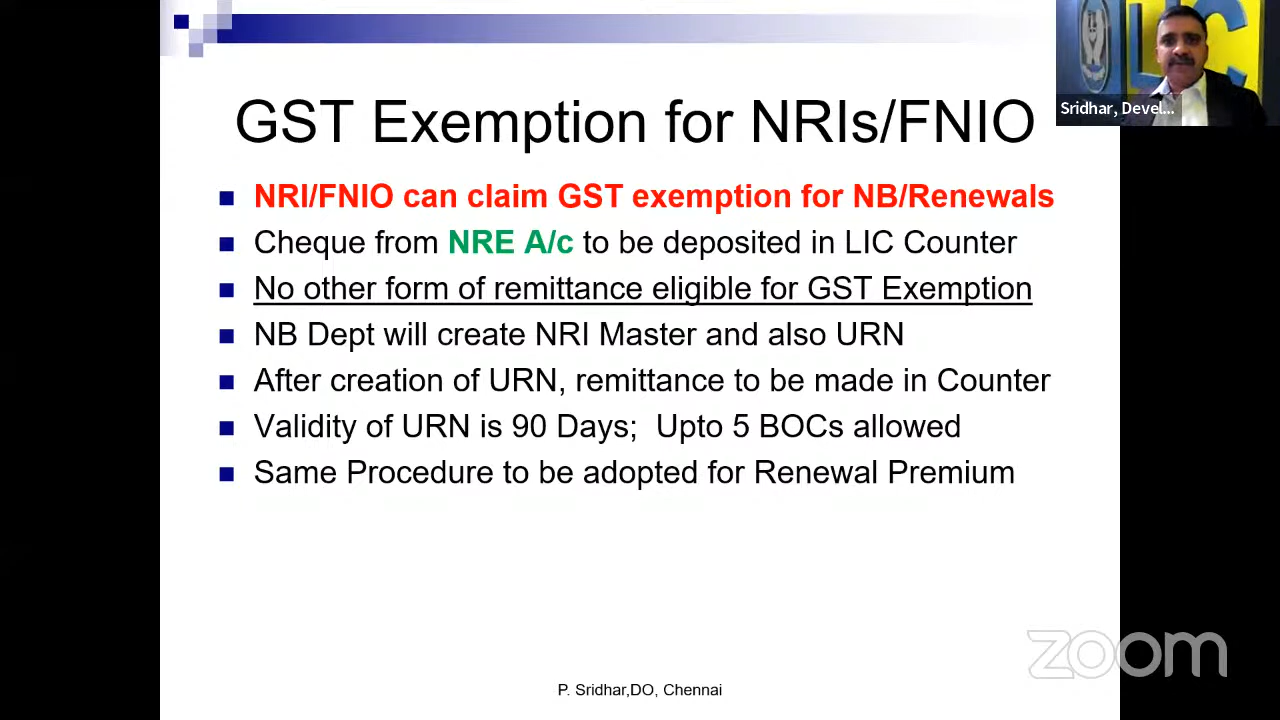 GST Exemption for NRIs/FNIO
NRI/FNIO can claim GST exemption for NB/Renewals
Cheque from NRE A/c to be deposited in LIC Counter
No other form of remittance eligible for GST Exemption
NB Dept will create NRI Master and also URN
After creation of URN, remittance to be made in Counter
Validity of URN is 90 Days;  Upto 5 BOCs allowed
Same Procedure to be adopted for Renewal Premium
P. Sridhar,DO, Chennai
LIC
Sridhar, Devel...
zoom